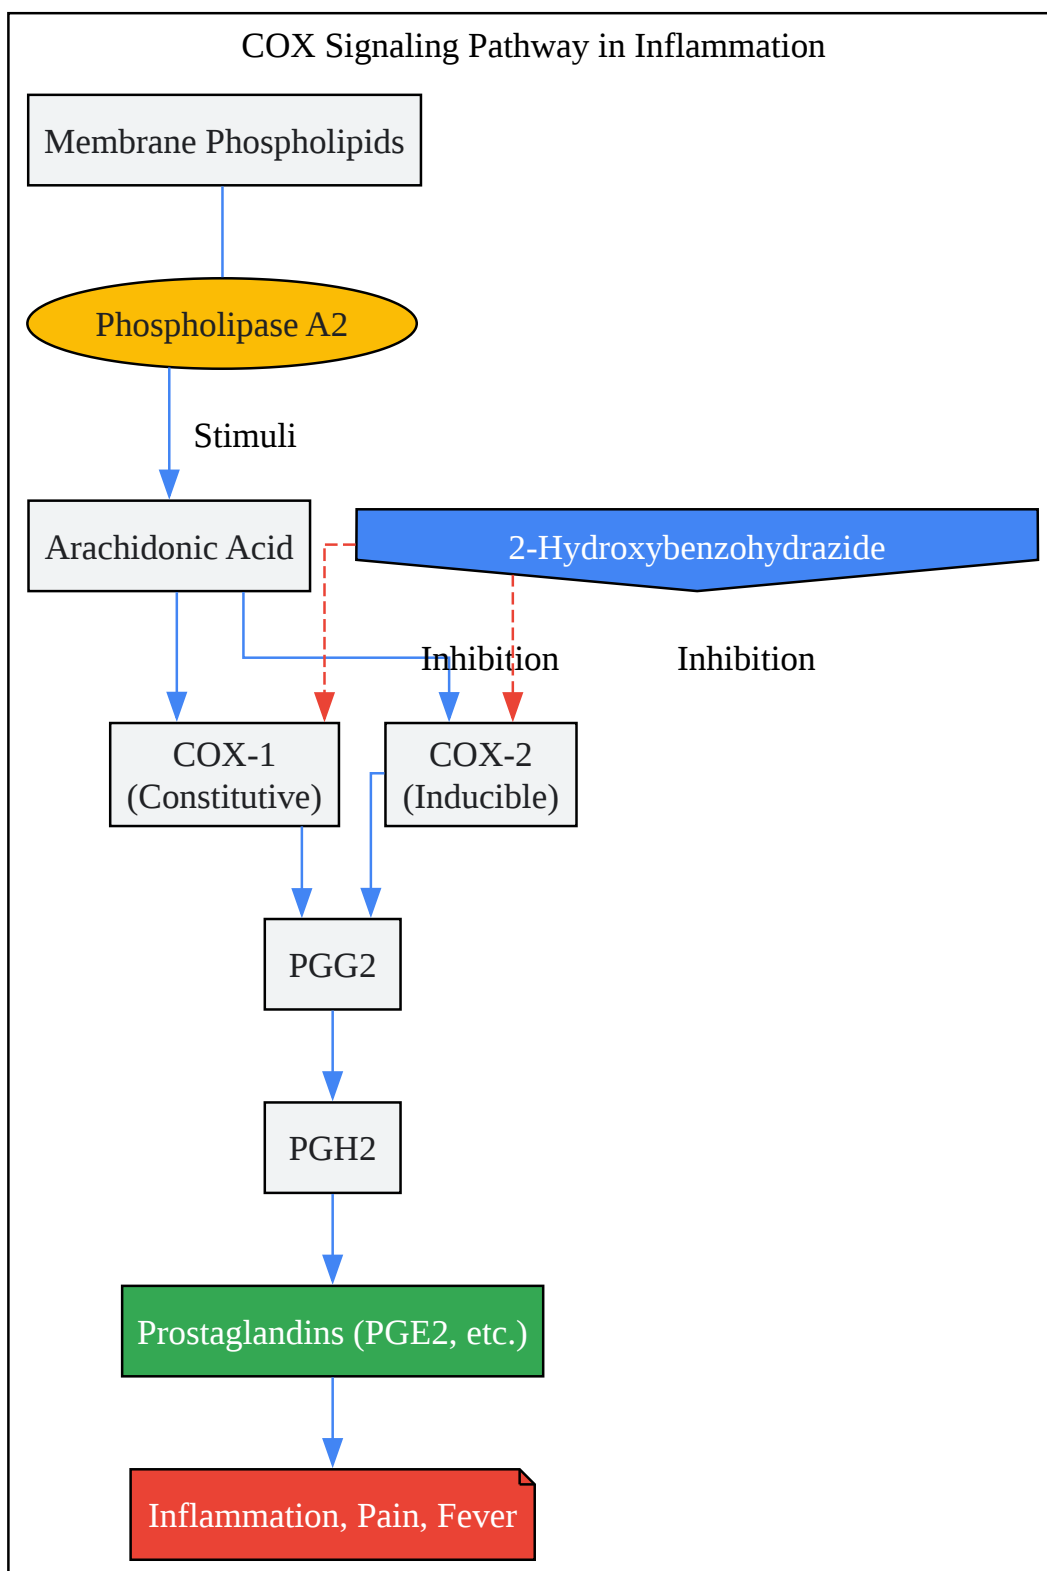 COX Signaling Pathway in Inflammation
Membrane Phospholipids
Phospholipase A2
Stimuli
Arachidonic Acid
2-Hydroxybenzohydrazide
Inhibition
Inhibition
COX-1
(Constitutive)
COX-2
(Inducible)
PGG2
PGH2
Prostaglandins (PGE2, etc.)
Inflammation, Pain, Fever